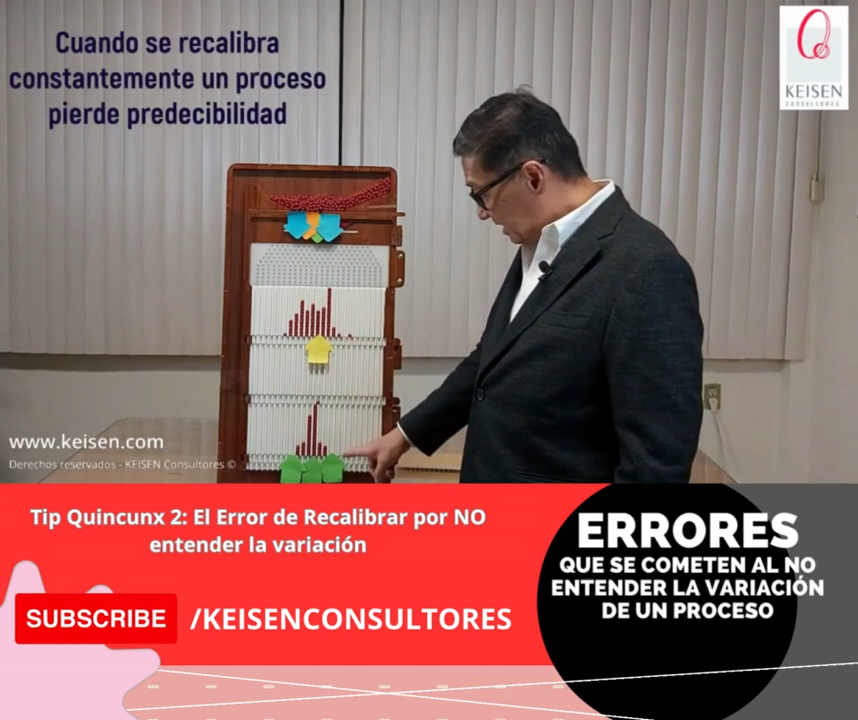 Cuando se recalibra
constantemente un proceso
pierde predecibilidad
KEISEN
CONSULTORES
www.keisen.com
Derechos reservados - KEISEN Consultores ©
Tip Quincunx 2: El Error de Recalibrar por NO
entender la variación
SUBSCRIBE
/KEISENCONSULTORES
ERRORES
QUE SE COMETEN AL NO
ENTENDER LA VARIACIÓN
DE UN PROCESO